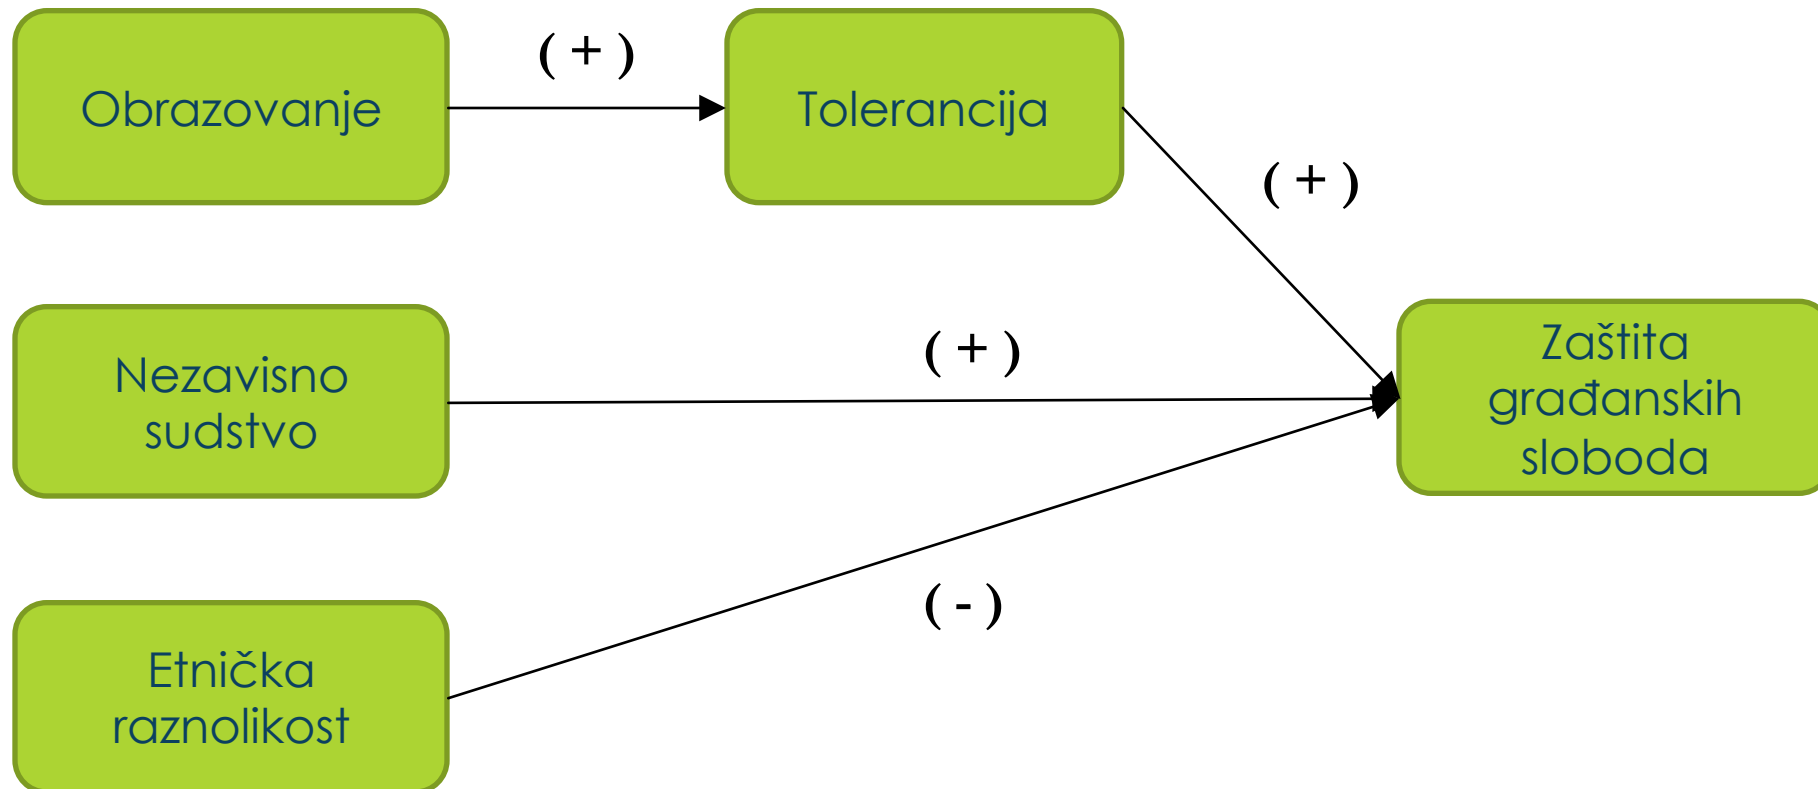 Obrazovanje
( + )
Tolerancija
( + )
Nezavisno
sudstvo
( + )
Zaštita
građanskih
sloboda
( - )
Etnička
raznolikost